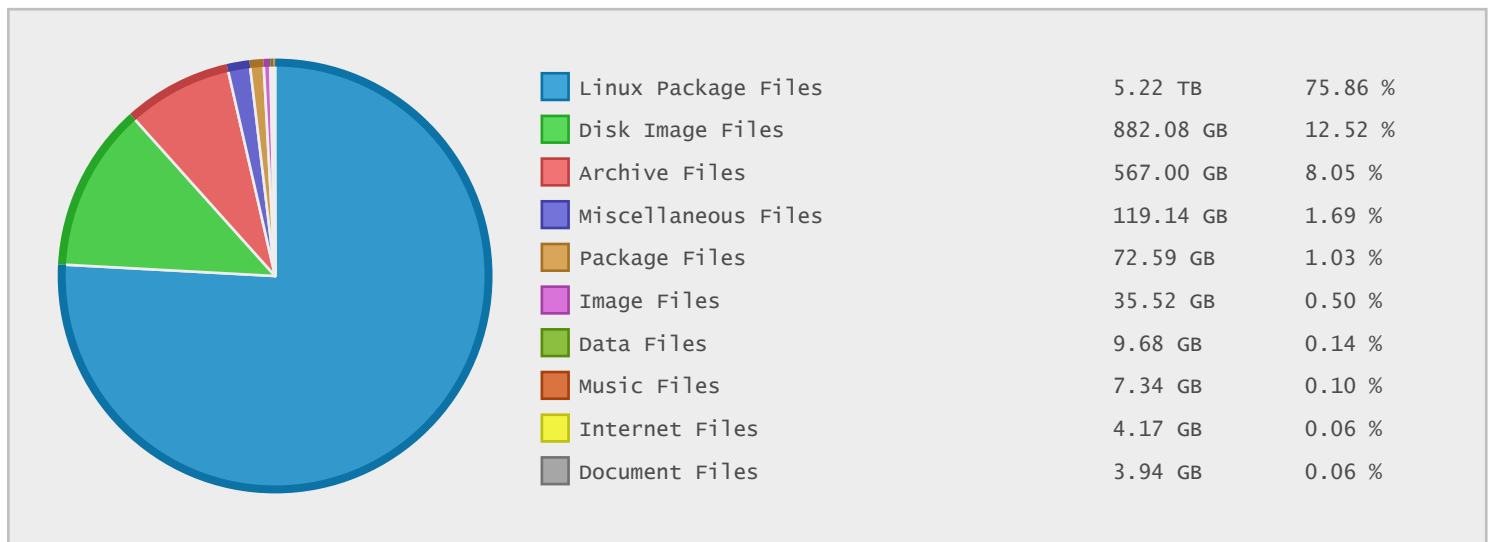 Linux Package Files 5.22 TB 75.86 %
Disk Image Files 882.08 GB 12.52 %
Archive Files 567.00 GB 8.05 %
Miscellaneous Files 119.14 GB 1.69 %
Package Files 72.59 GB 1.03 %
Image Files 35.52 GB 0.50 %
Data Files 9.68 GB 0.14 %
Music Files 7.34 GB 0.10 %
Internet Files 4.17 GB 0.06 %
Document Files 3.94 GB 0.06 %